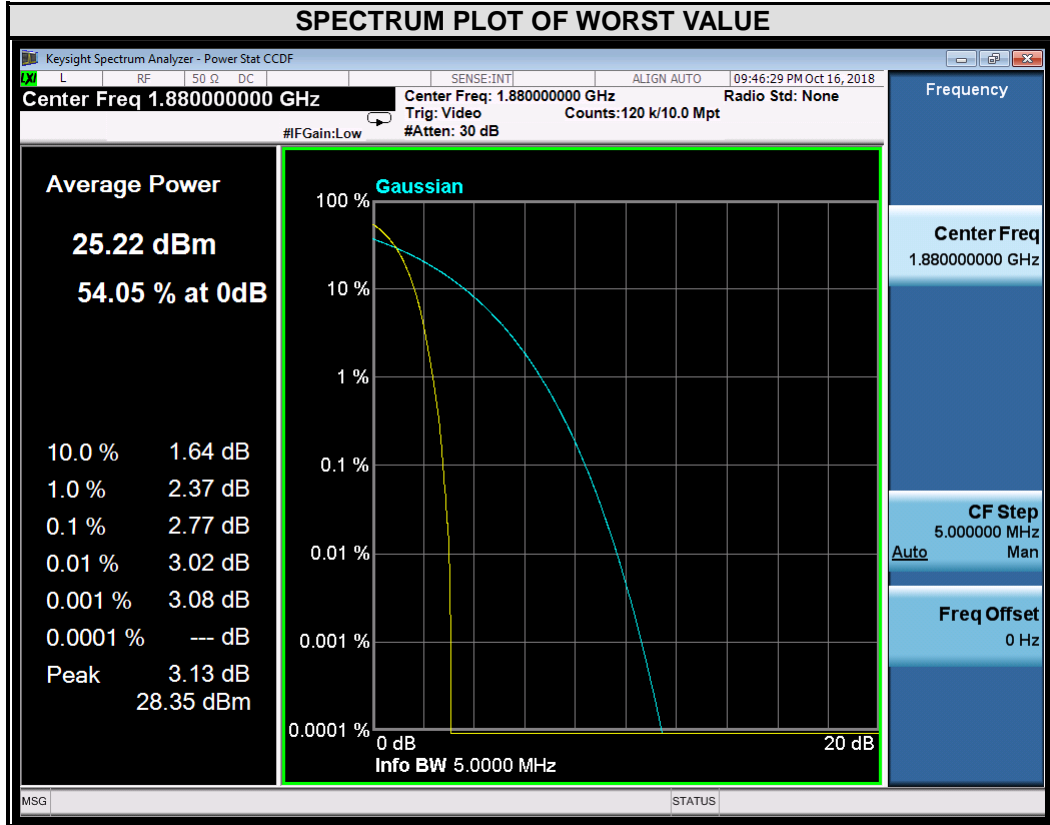 SPECTRUM PLOT OF WORST VALUE
Keysight Spectrum Analyzer - Power Stat CCDF
LXI L RF 50 Ω DC SENSE:INT ALIGN AUTO 09:46:29 PM Oct 16, 2018
Center Freq 1.880000000 GHz
#IFGain:Low
Center Freq: 1.880000000 GHz
Trig: Video Counts:120 k/10.0 Mpt
#Atten: 30 dB
Radio Std: None
Average Power
25.22 dBm
54.05 % at 0dB
10.0 % 1.64 dB
1.0 % 2.37 dB
0.1 % 2.77 dB
0.01 % 3.02 dB
0.001 % 3.08 dB
0.0001 % --- dB
Peak 3.13 dB
28.35 dBm
Gaussian
100 %
10 %
1 %
0.1 %
0.01 %
0.001 %
0.0001 %
0 dB 20 dB
Info BW 5.0000 MHz
Frequency
Center Freq
1.880000000 GHz
CF Step
5.000000 MHz
Auto Man
Freq Offset
0 Hz
MSG STATUS